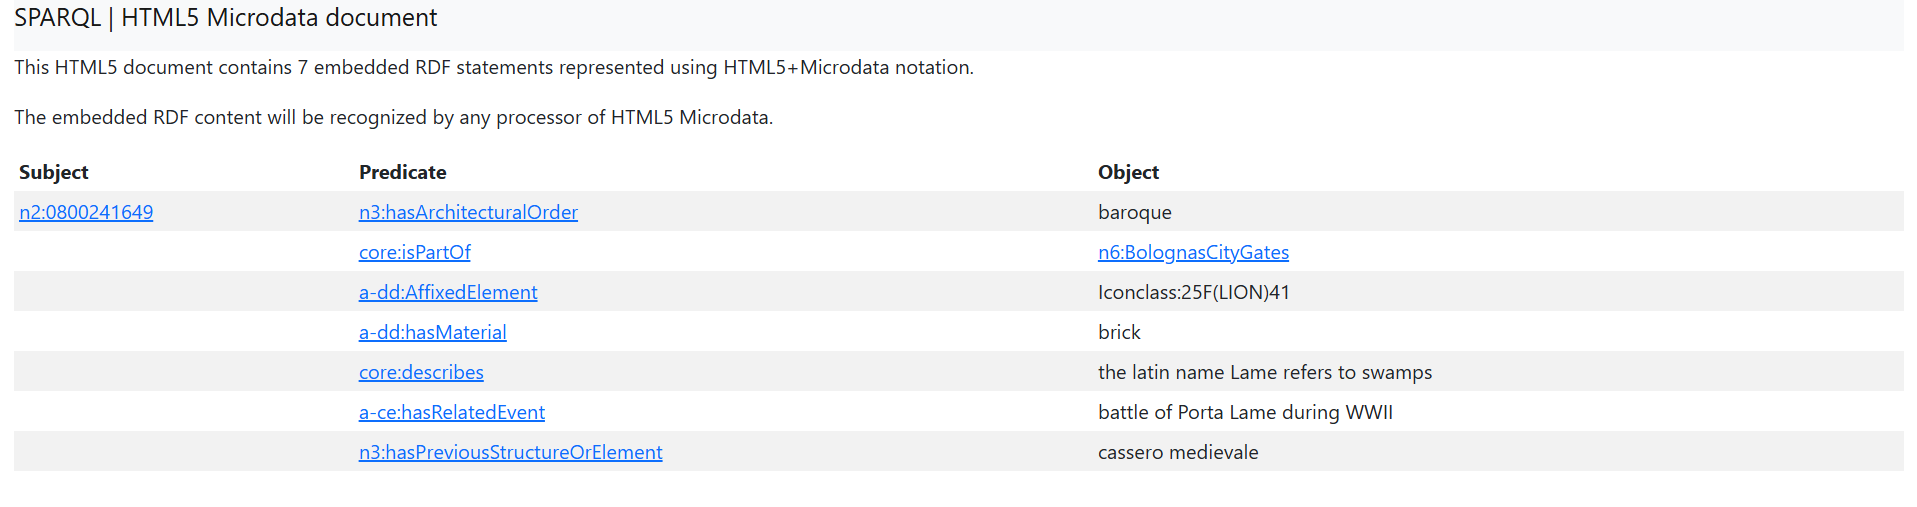 SPARQL | HTML5 Microdata document
This HTML5 document contains 7 embedded RDF statements represented using HTML5+Microdata notation.
The embedded RDF content will be recognized by any processor of HTML5 Microdata.
Subject Predicate Object
n2:0800241649 n3:hasArchitecturalOrder baroque
core:isPartOf n6:BolognasCityGates
a-dd:AffixedElement Iconclass:25F(LION)41
a-dd:hasMaterial brick
core:describes the latin name Lame refers to swamps
a-ce:hasRelatedEvent battle of Porta Lame during WWII
n3:hasPreviousStructureOrElement cassero medievale